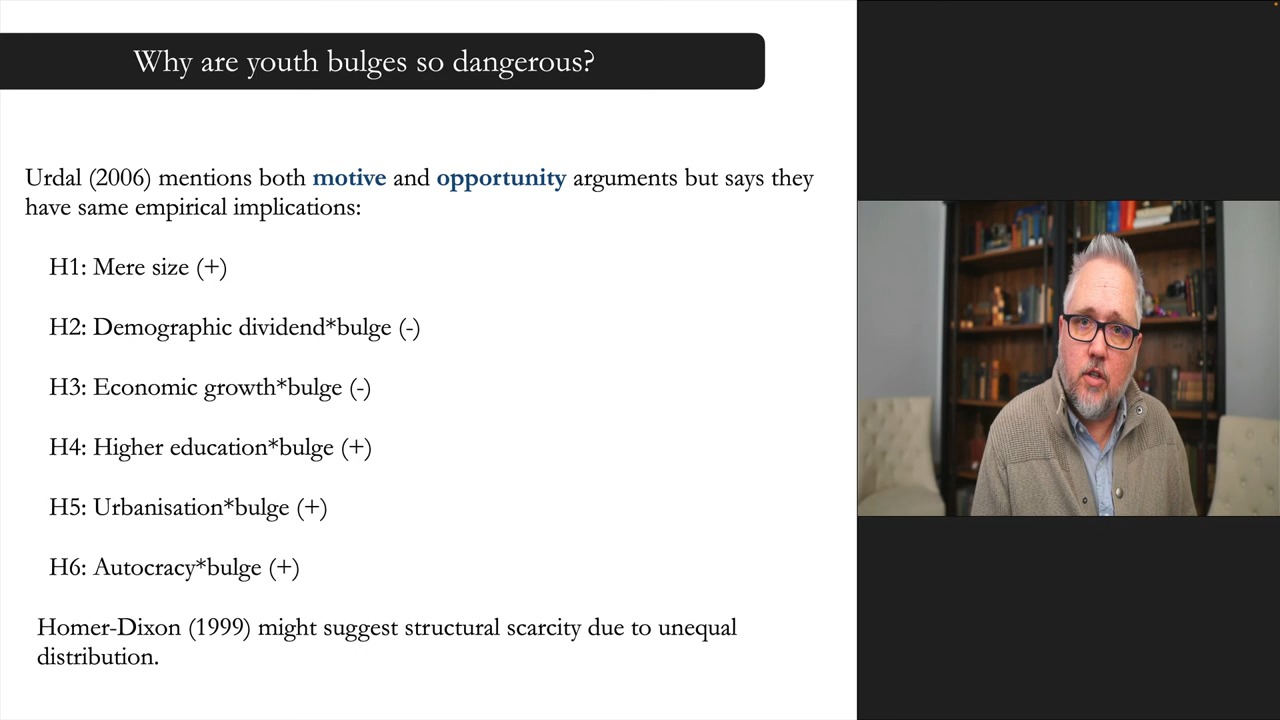 Why are youth bulges so dangerous?
Urdal (2006) mentions both motive and opportunity arguments but says they
have same empirical implications:
H1: Mere size (+)
H2: Demographic dividend*bulge (-)
H3: Economic growth*bulge (-)
H4: Higher education*bulge (+)
H5: Urbanisation*bulge (+)
H6: Autocracy*bulge (+)
Homer-Dixon (1999) might suggest structural scarcity due to unequal
distribution.